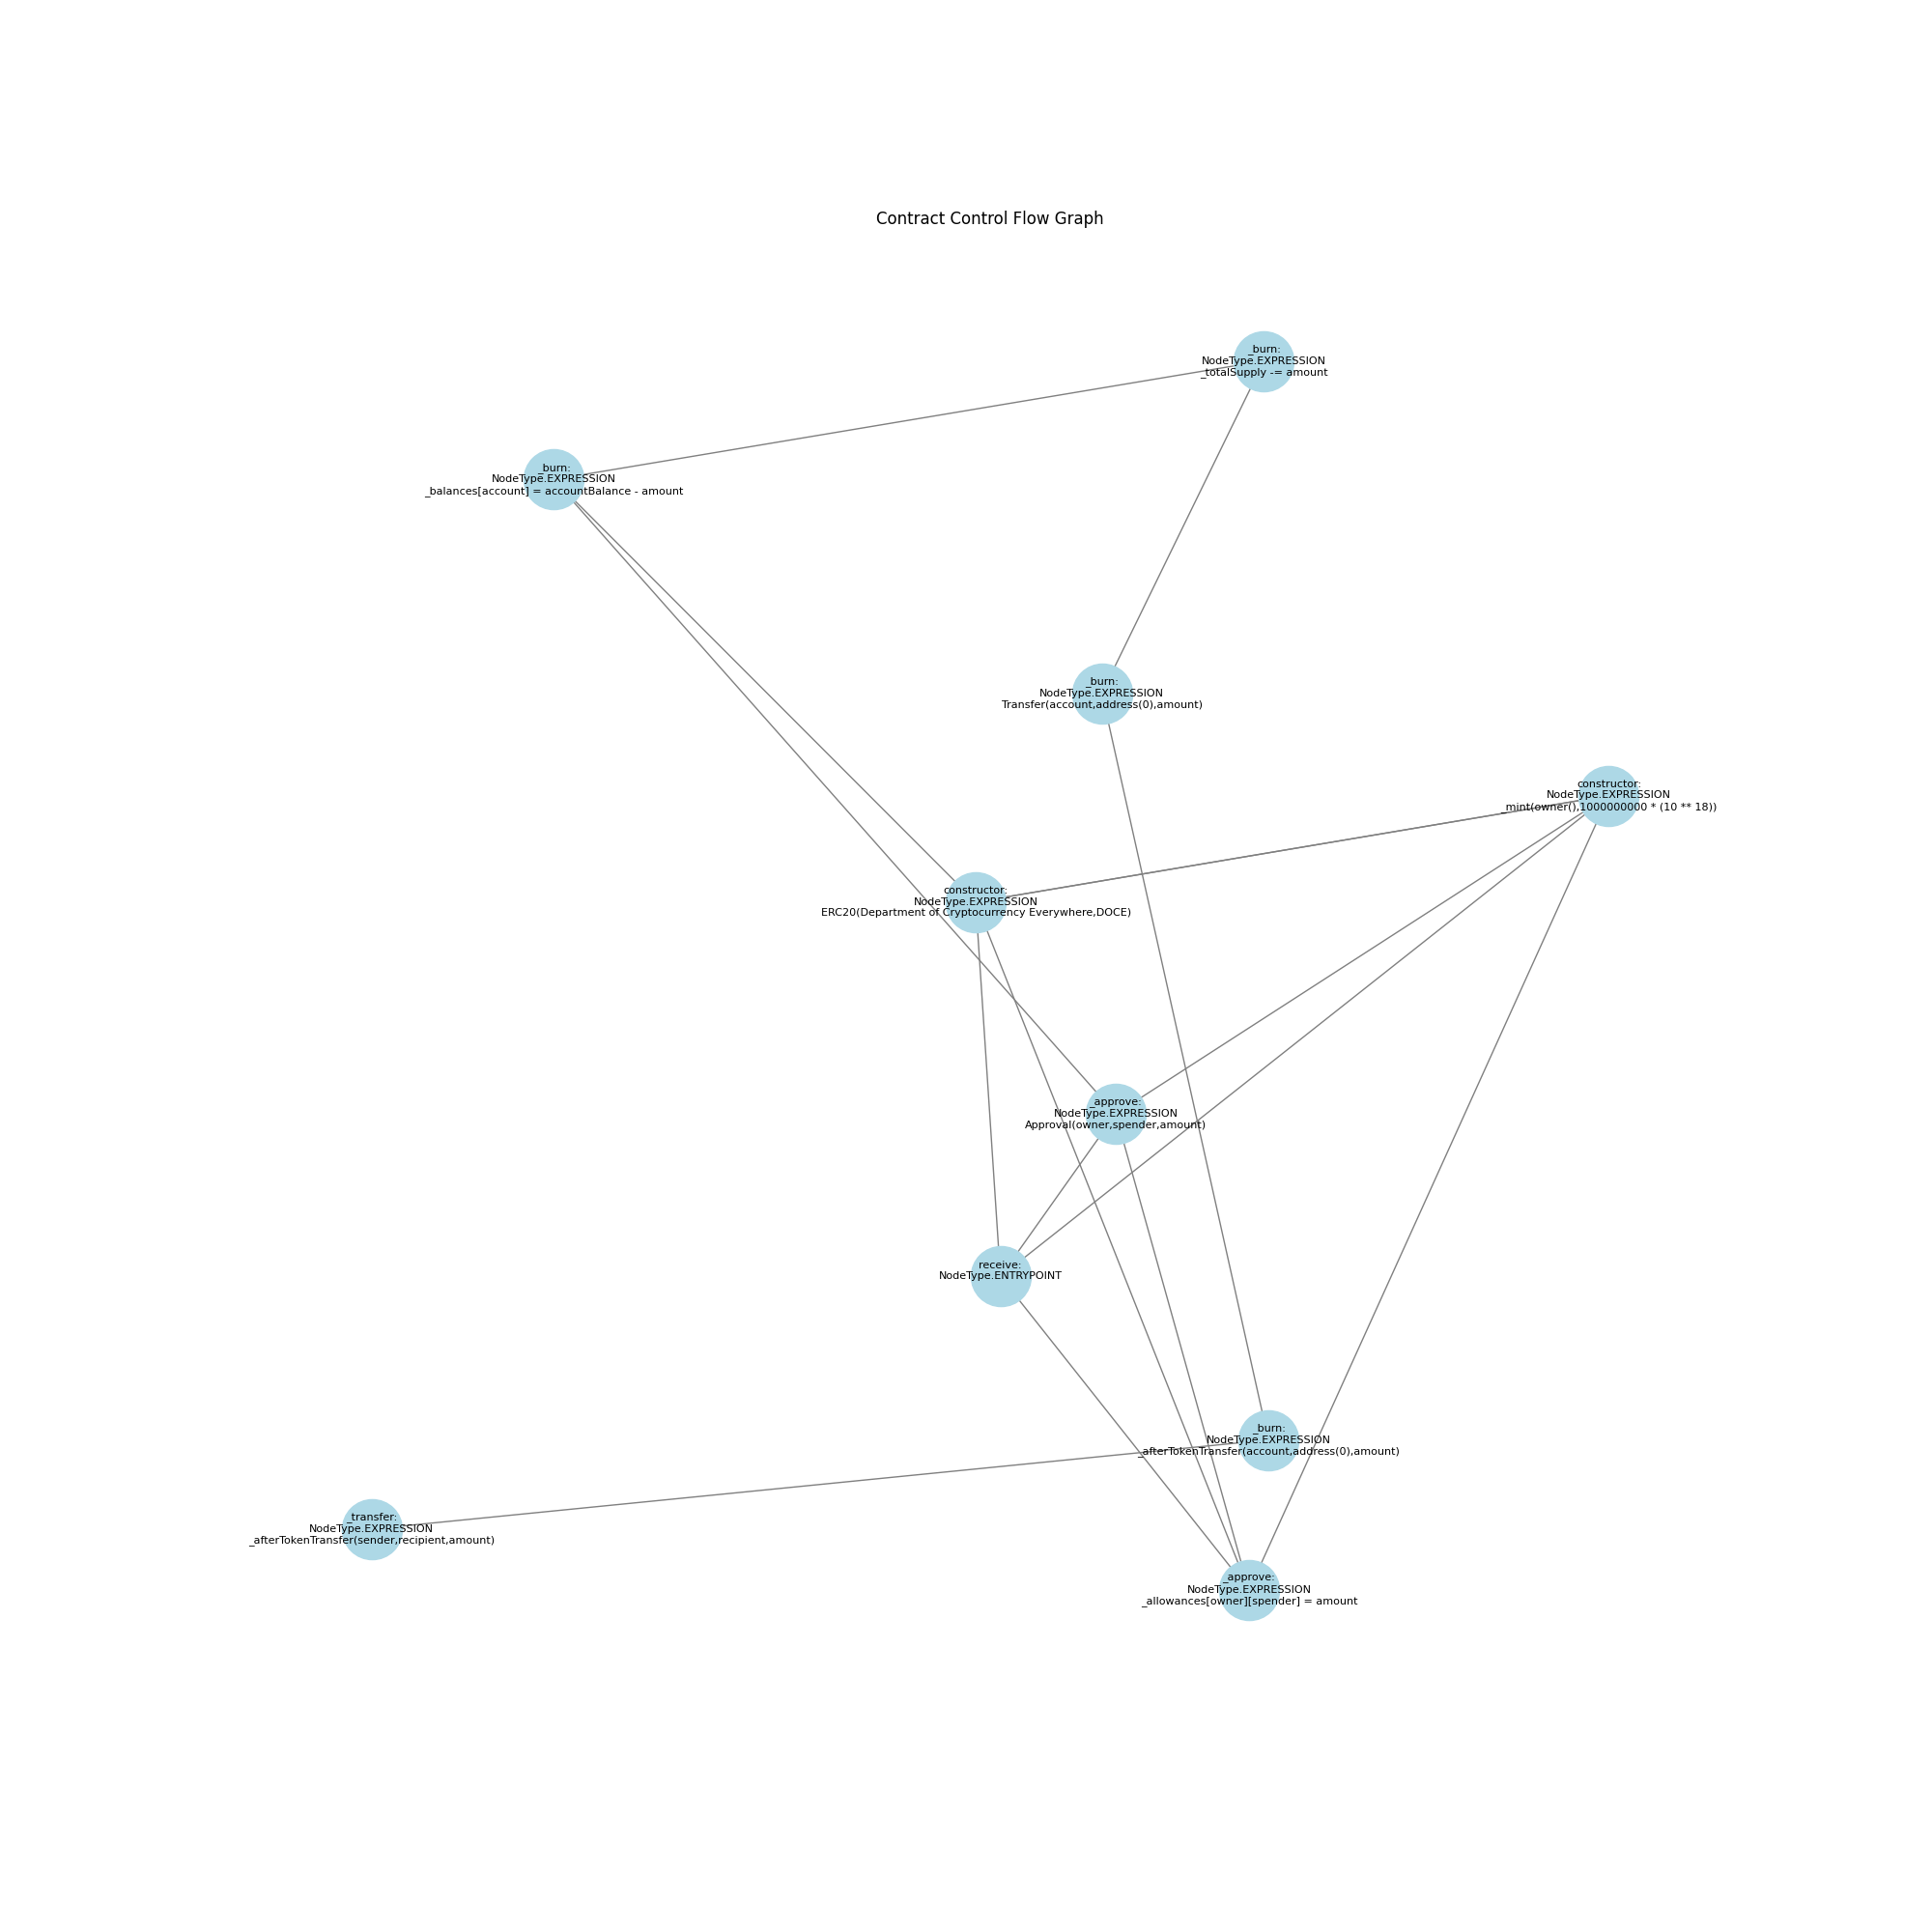 Contract Control Flow Graph
_burn:
NodeType.EXPRESSION
_totalSupply -= amount
_burn:
NodeType.EXPRESSION
_balances[account] = accountBalance - amount
_burn:
NodeType.EXPRESSION
Transfer(account,address(0),amount)
constructor:
NodeType.EXPRESSION
_mint(owner(),1000000000 * (10 ** 18))
constructor:
NodeType.EXPRESSION
ERC20(Department of Cryptocurrency Everywhere,DOCE)
_approve:
NodeType.EXPRESSION
Approval(owner,spender,amount)
receive:
NodeType.ENTRYPOINT
_burn:
NodeType.EXPRESSION
_afterTokenTransfer(account,address(0),amount)
_transfer:
NodeType.EXPRESSION
_afterTokenTransfer(sender,recipient,amount)
_approve:
NodeType.EXPRESSION
_allowances[owner][spender] = amount